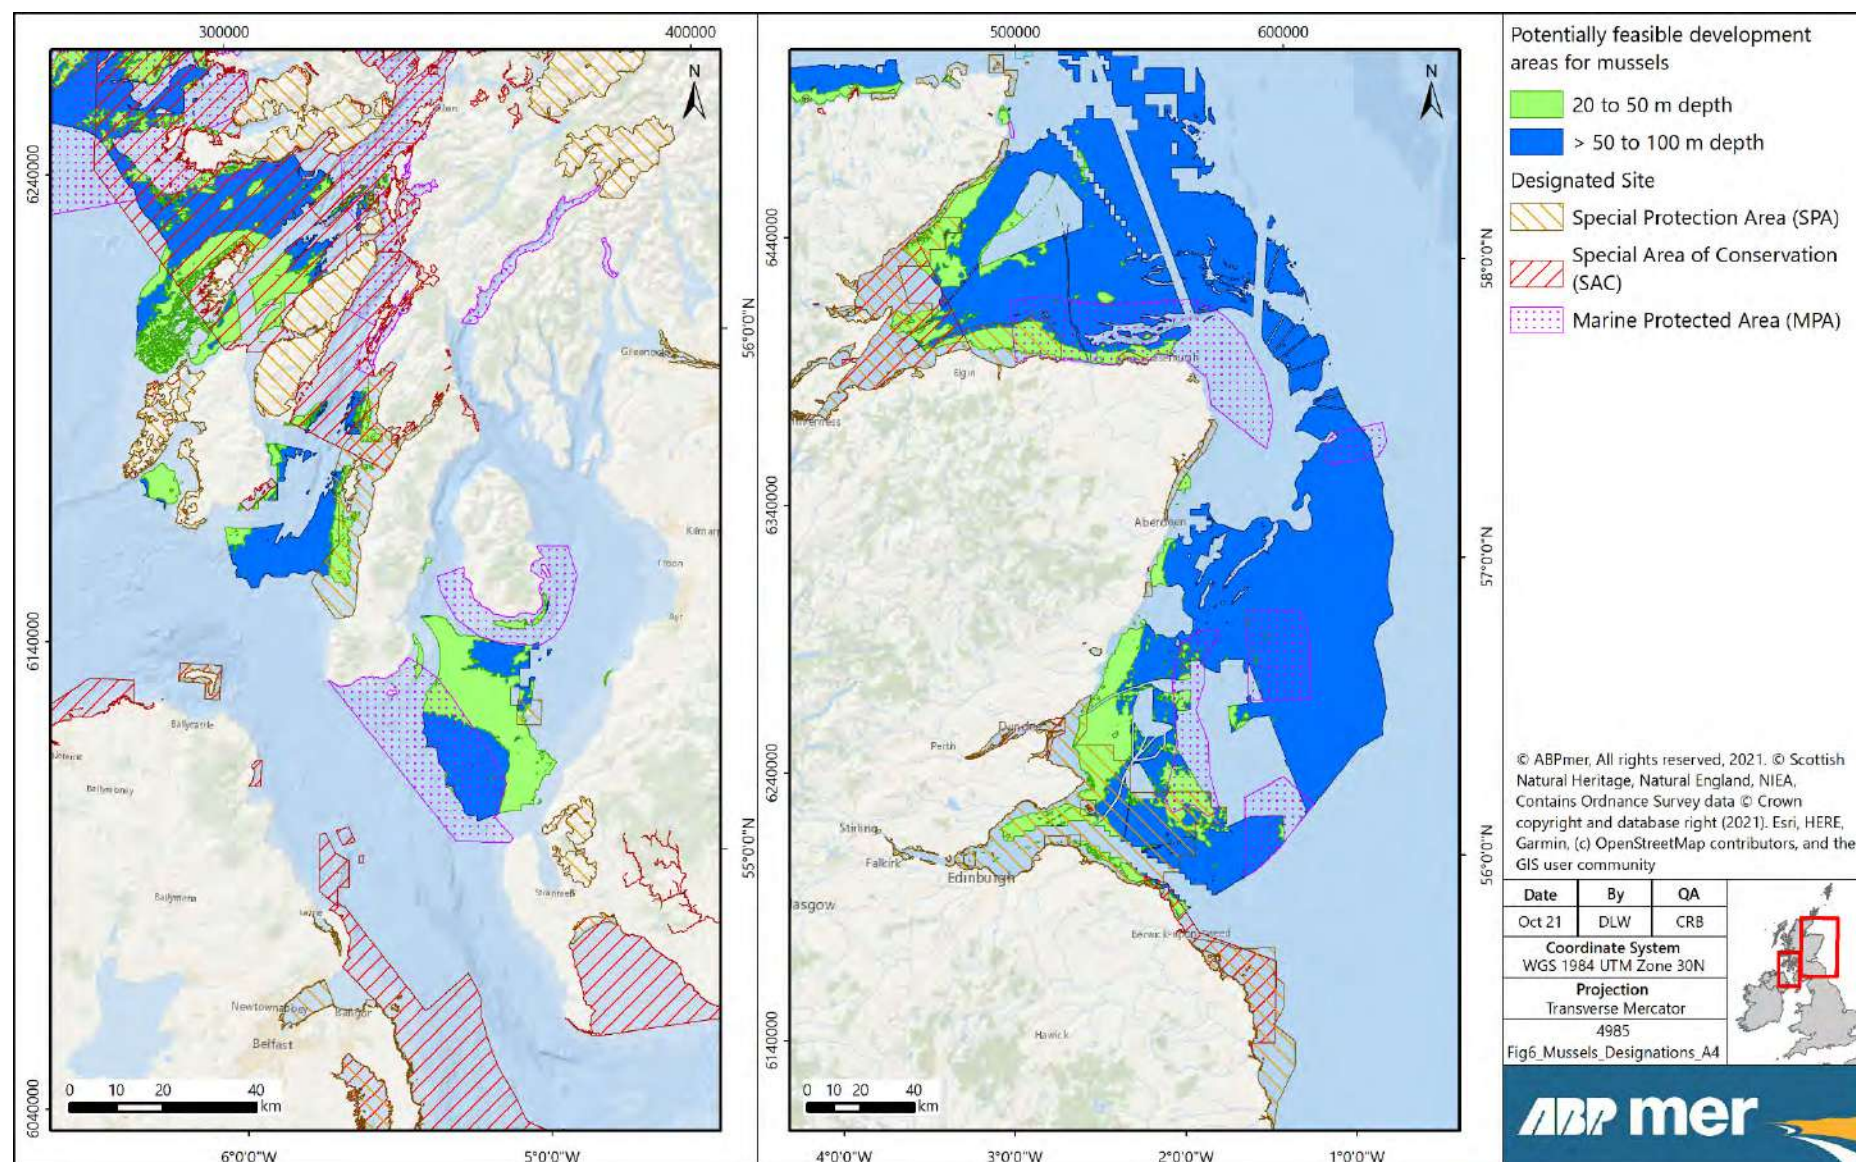 300000
400000
500000
600000
N
N
6240000
6140000
6040000
56°0'0"N
55°0'0"N
6440000
6340000
6240000
6140000
58°0'0"N
57°0'0"N
56°0'0"N
6°0'0"W
5°0'0"W
4°0'0"W
3°0'0"W
2°0'0"W
1°0'0"W
Greenock
Ayr
Ballycastle
Ballymoney
Ballymena
Larne
Stranraer
Newtownabbey
Bangor
Belfast
0 10 20 40
km
Elgin
Inverness
Aberdeen
Dundee
Perth
Stirling
Falkirk
Edinburgh
Berwick-upon-Tweed
Hawick
0 10 20 40
km
Potentially feasible development
areas for mussels
20 to 50 m depth
> 50 to 100 m depth
Designated Site
Special Protection Area (SPA)
Special Area of Conservation
(SAC)
Marine Protected Area (MPA)
© ABPmer, All rights reserved, 2021. © Scottish
Natural Heritage, Natural England, NIEA,
Contains Ordnance Survey data © Crown
copyright and database right (2021). Esri, HERE,
Garmin, (c) OpenStreetMap contributors, and the
GIS user community
Date By QA
Oct 21 DLW CRB
Coordinate System
WGS 1984 UTM Zone 30N
Projection
Transverse Mercator
4985
Fig6_Mussels_Designations_A4
ABPmer